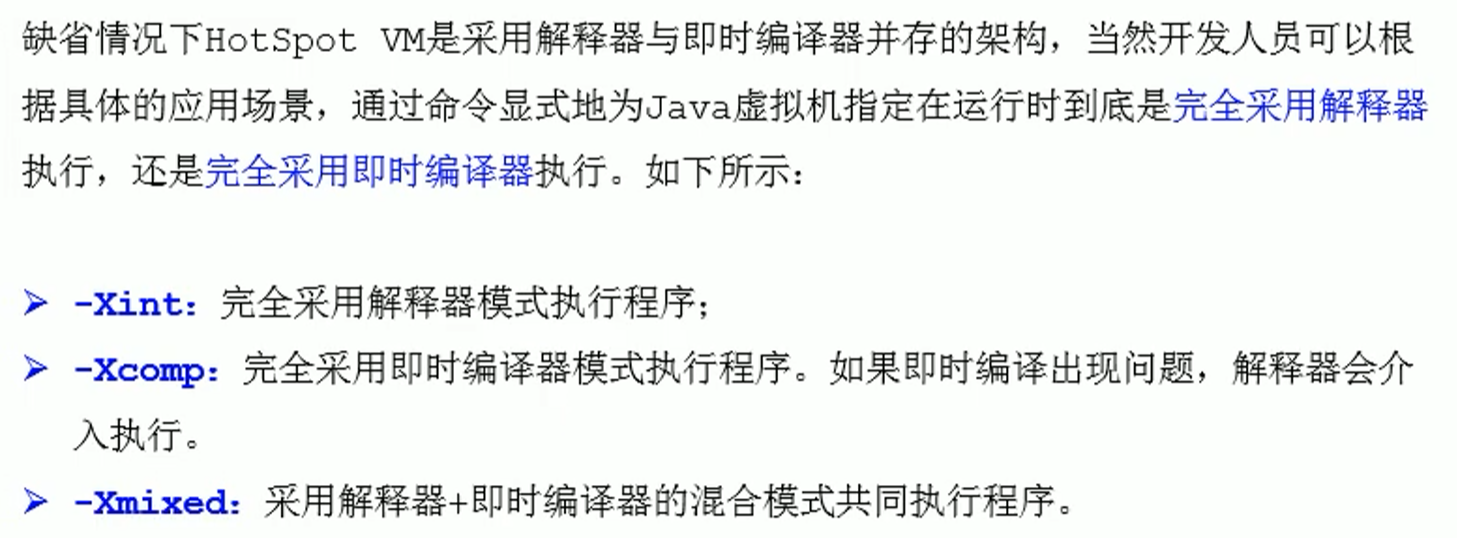 缺省情况下HotSpot VM是采用解释器与即时编译器并存的架构，当然开发人员可以根
据具体的应用场景，通过命令显式地为Java虚拟机指定在运行时到底是完全采用解释器
执行，还是完全采用即时编译器执行。如下所示：
➢ -Xint：完全采用解释器模式执行程序；
➢ -Xcomp：完全采用即时编译器模式执行程序。如果即时编译出现问题，解释器会介
入执行。
➢ -Xmixed：采用解释器+即时编译器的混合模式共同执行程序。